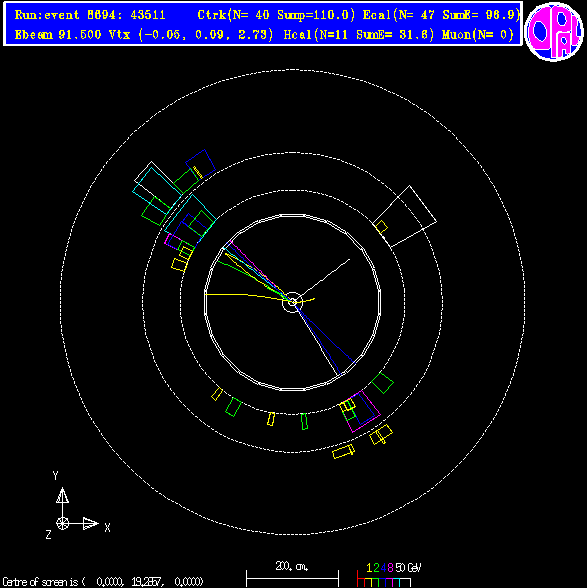 Run:event 8694: 43511 Ctrk(N= 40 Sump=110.0) Ecal(N= 47 SumE= 98.9)
Ebeam 91.500 Vtx (-0.05, 0.09, 2.73) Hcal(N=11 SumE= 31.6) Muon(N= 0)
OPAL
Y
X
Z
200. cm.
1 2 4 8 50 GeV
Centre of screen is ( 0.0000, 19.2857, 0.0000)